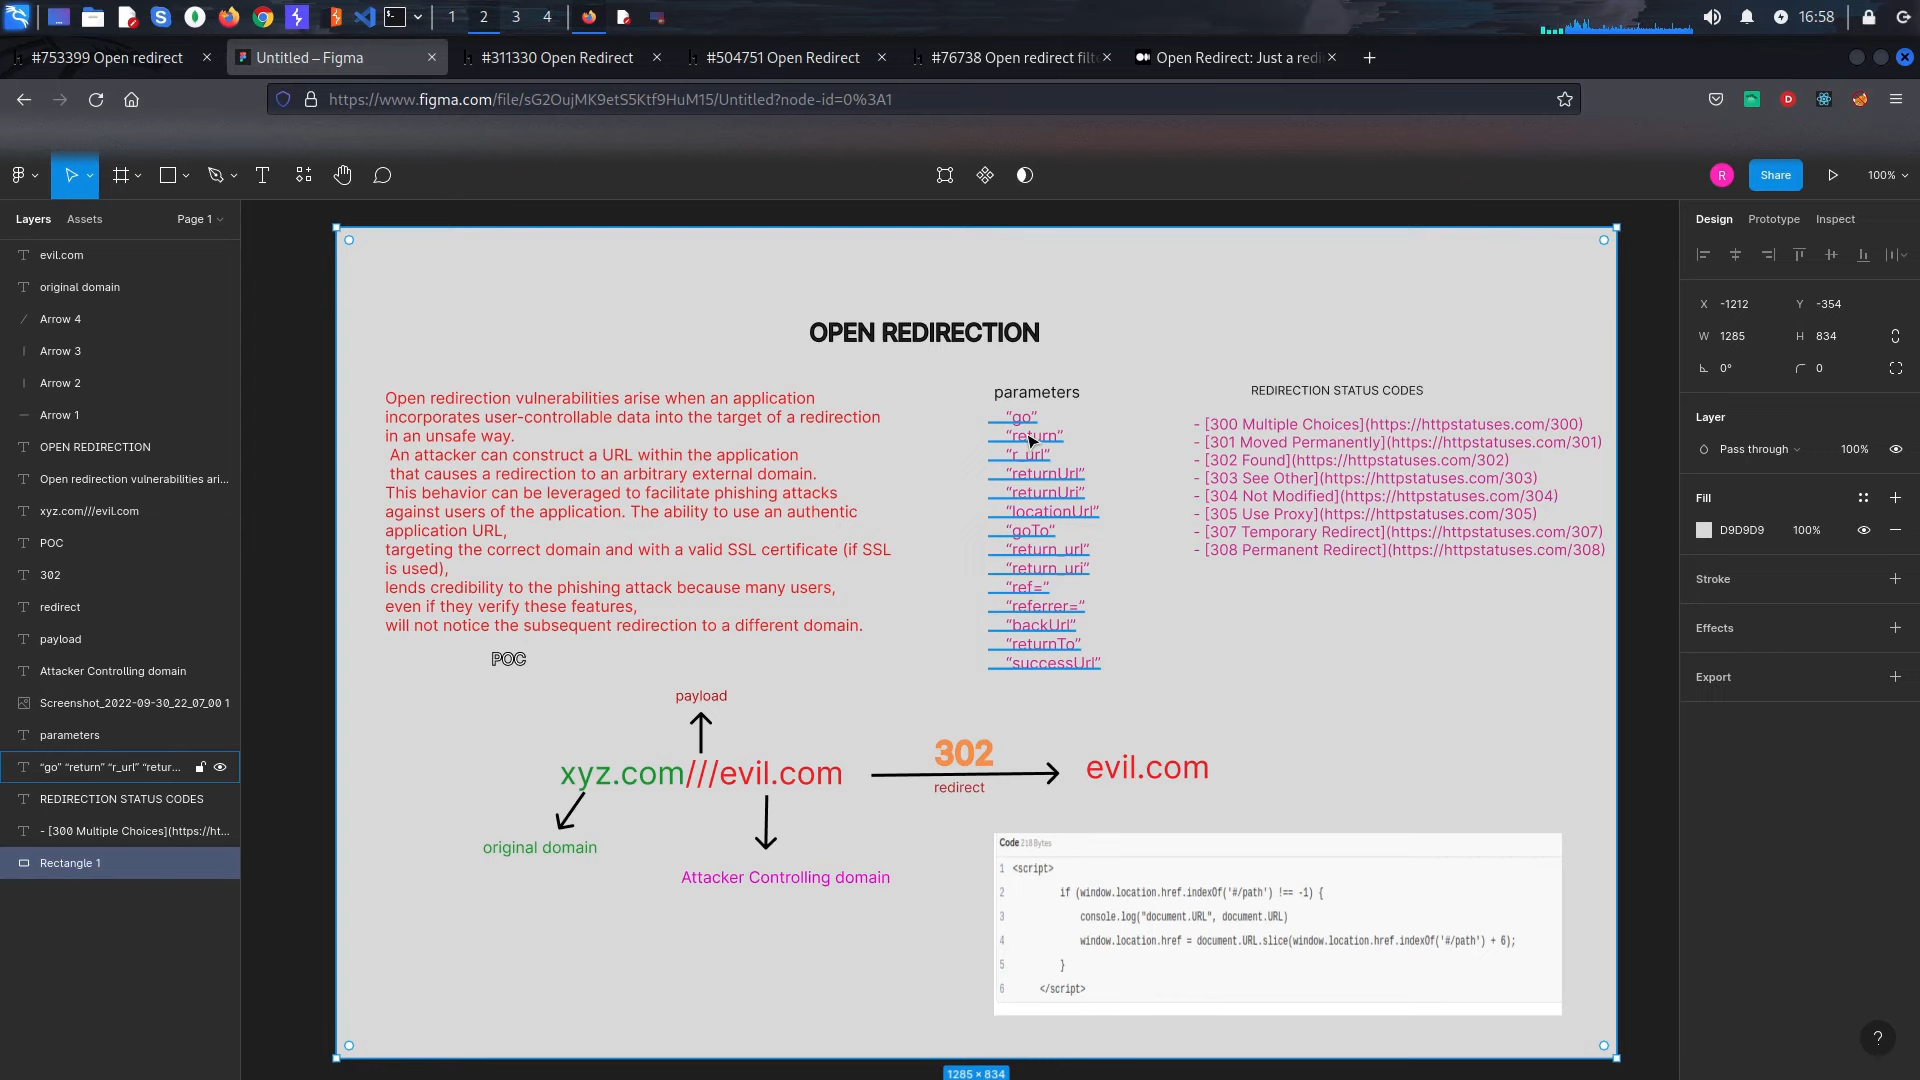 1 2 3 4 16:58
#753399 Open redirect Untitled – Figma #311330 Open Redirect #504751 Open Redirect #76738 Open redirect filt Open Redirect: Just a redi
https://www.figma.com/file/sG2OujMK9etS5Ktf9HuM15/Untitled?node-id=0%3A1
R Share 100%
Layers Assets Page 1
evil.com
original domain
Arrow 4
Arrow 3
Arrow 2
Arrow 1
OPEN REDIRECTION
Open redirection vulnerabilities ari...
xyz.com///evil.com
POC
302
redirect
payload
Attacker Controlling domain
Screenshot_2022-09-30_22_07_00 1
parameters
“go” “return” “r_url” “retur...
REDIRECTION STATUS CODES
- [300 Multiple Choices](https://ht...
Rectangle 1
OPEN REDIRECTION
Open redirection vulnerabilities arise when an application
incorporates user-controllable data into the target of a redirection
in an unsafe way.
An attacker can construct a URL within the application
that causes a redirection to an arbitrary external domain.
This behavior can be leveraged to facilitate phishing attacks
against users of the application. The ability to use an authentic
application URL,
targeting the correct domain and with a valid SSL certificate (if SSL
is used),
lends credibility to the phishing attack because many users,
even if they verify these features,
will not notice the subsequent redirection to a different domain.
parameters
“go”
“return”
“r_url”
“returnUrl”
“returnUri”
“locationUrl”
“goTo”
“return_url”
“return_uri”
“ref=”
“referrer=”
“backUrl”
“returnTo”
“successUrl”
REDIRECTION STATUS CODES
- [300 Multiple Choices](https://httpstatuses.com/300)
- [301 Moved Permanently](https://httpstatuses.com/301)
- [302 Found](https://httpstatuses.com/302)
- [303 See Other](https://httpstatuses.com/303)
- [304 Not Modified](https://httpstatuses.com/304)
- [305 Use Proxy](https://httpstatuses.com/305)
- [307 Temporary Redirect](https://httpstatuses.com/307)
- [308 Permanent Redirect](https://httpstatuses.com/308)
POC
payload
xyz.com///evil.com
302
redirect
evil.com
original domain
Attacker Controlling domain
Code 218 Bytes
1 <script>
2 if (window.location.href.indexOf('#/path') !== -1) {
3 console.log("document.URL", document.URL)
4 window.location.href = document.URL.slice(window.location.href.indexOf('#/path') + 6);
5 }
6 </script>
1285 × 834
Design Prototype Inspect
X -1212 Y -354
W 1285 H 834
0° 0
Layer
Pass through 100%
Fill
D9D9D9 100%
Stroke
Effects
Export
?